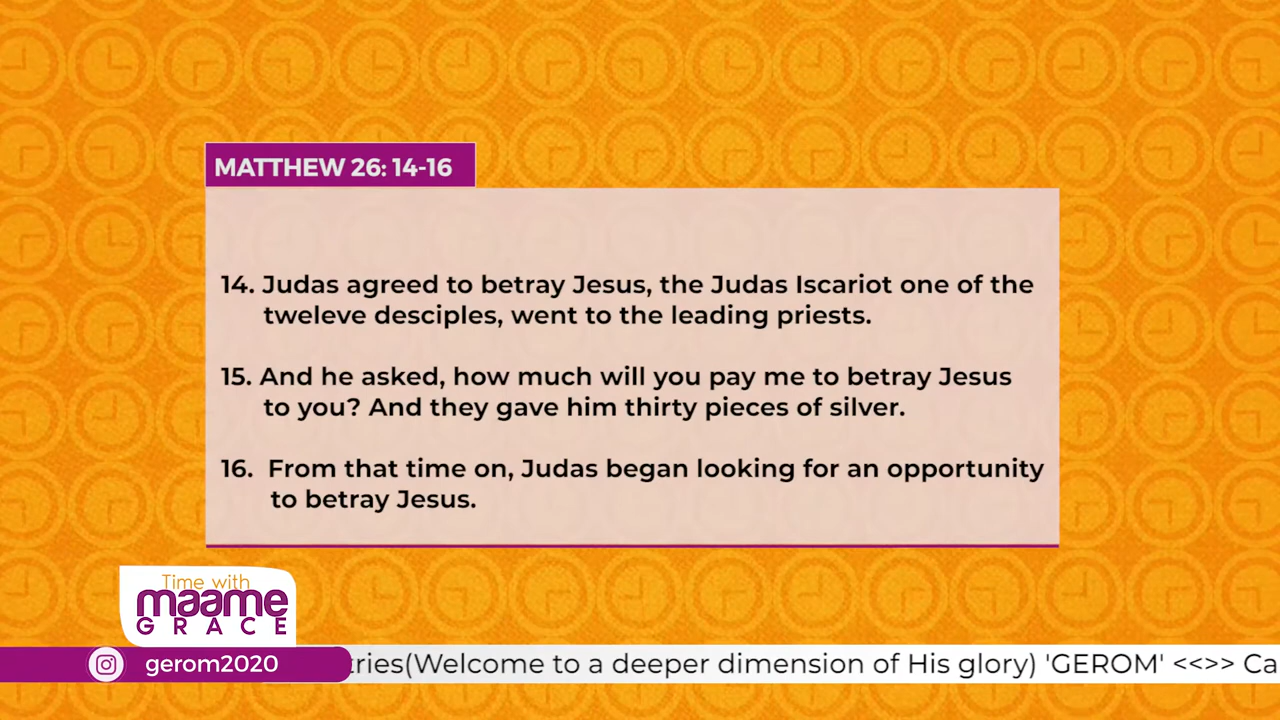 MATTHEW 26: 14-16
14. Judas agreed to betray Jesus, the Judas Iscariot one of the
tweleve desciples, went to the leading priests.
15. And he asked, how much will you pay me to betray Jesus
to you? And they gave him thirty pieces of silver.
16. From that time on, Judas began looking for an opportunity
to betray Jesus.
Time with
maame
GRACE
gerom2020
tries(Welcome to a deeper dimension of His glory) 'GEROM' <<>> Ca